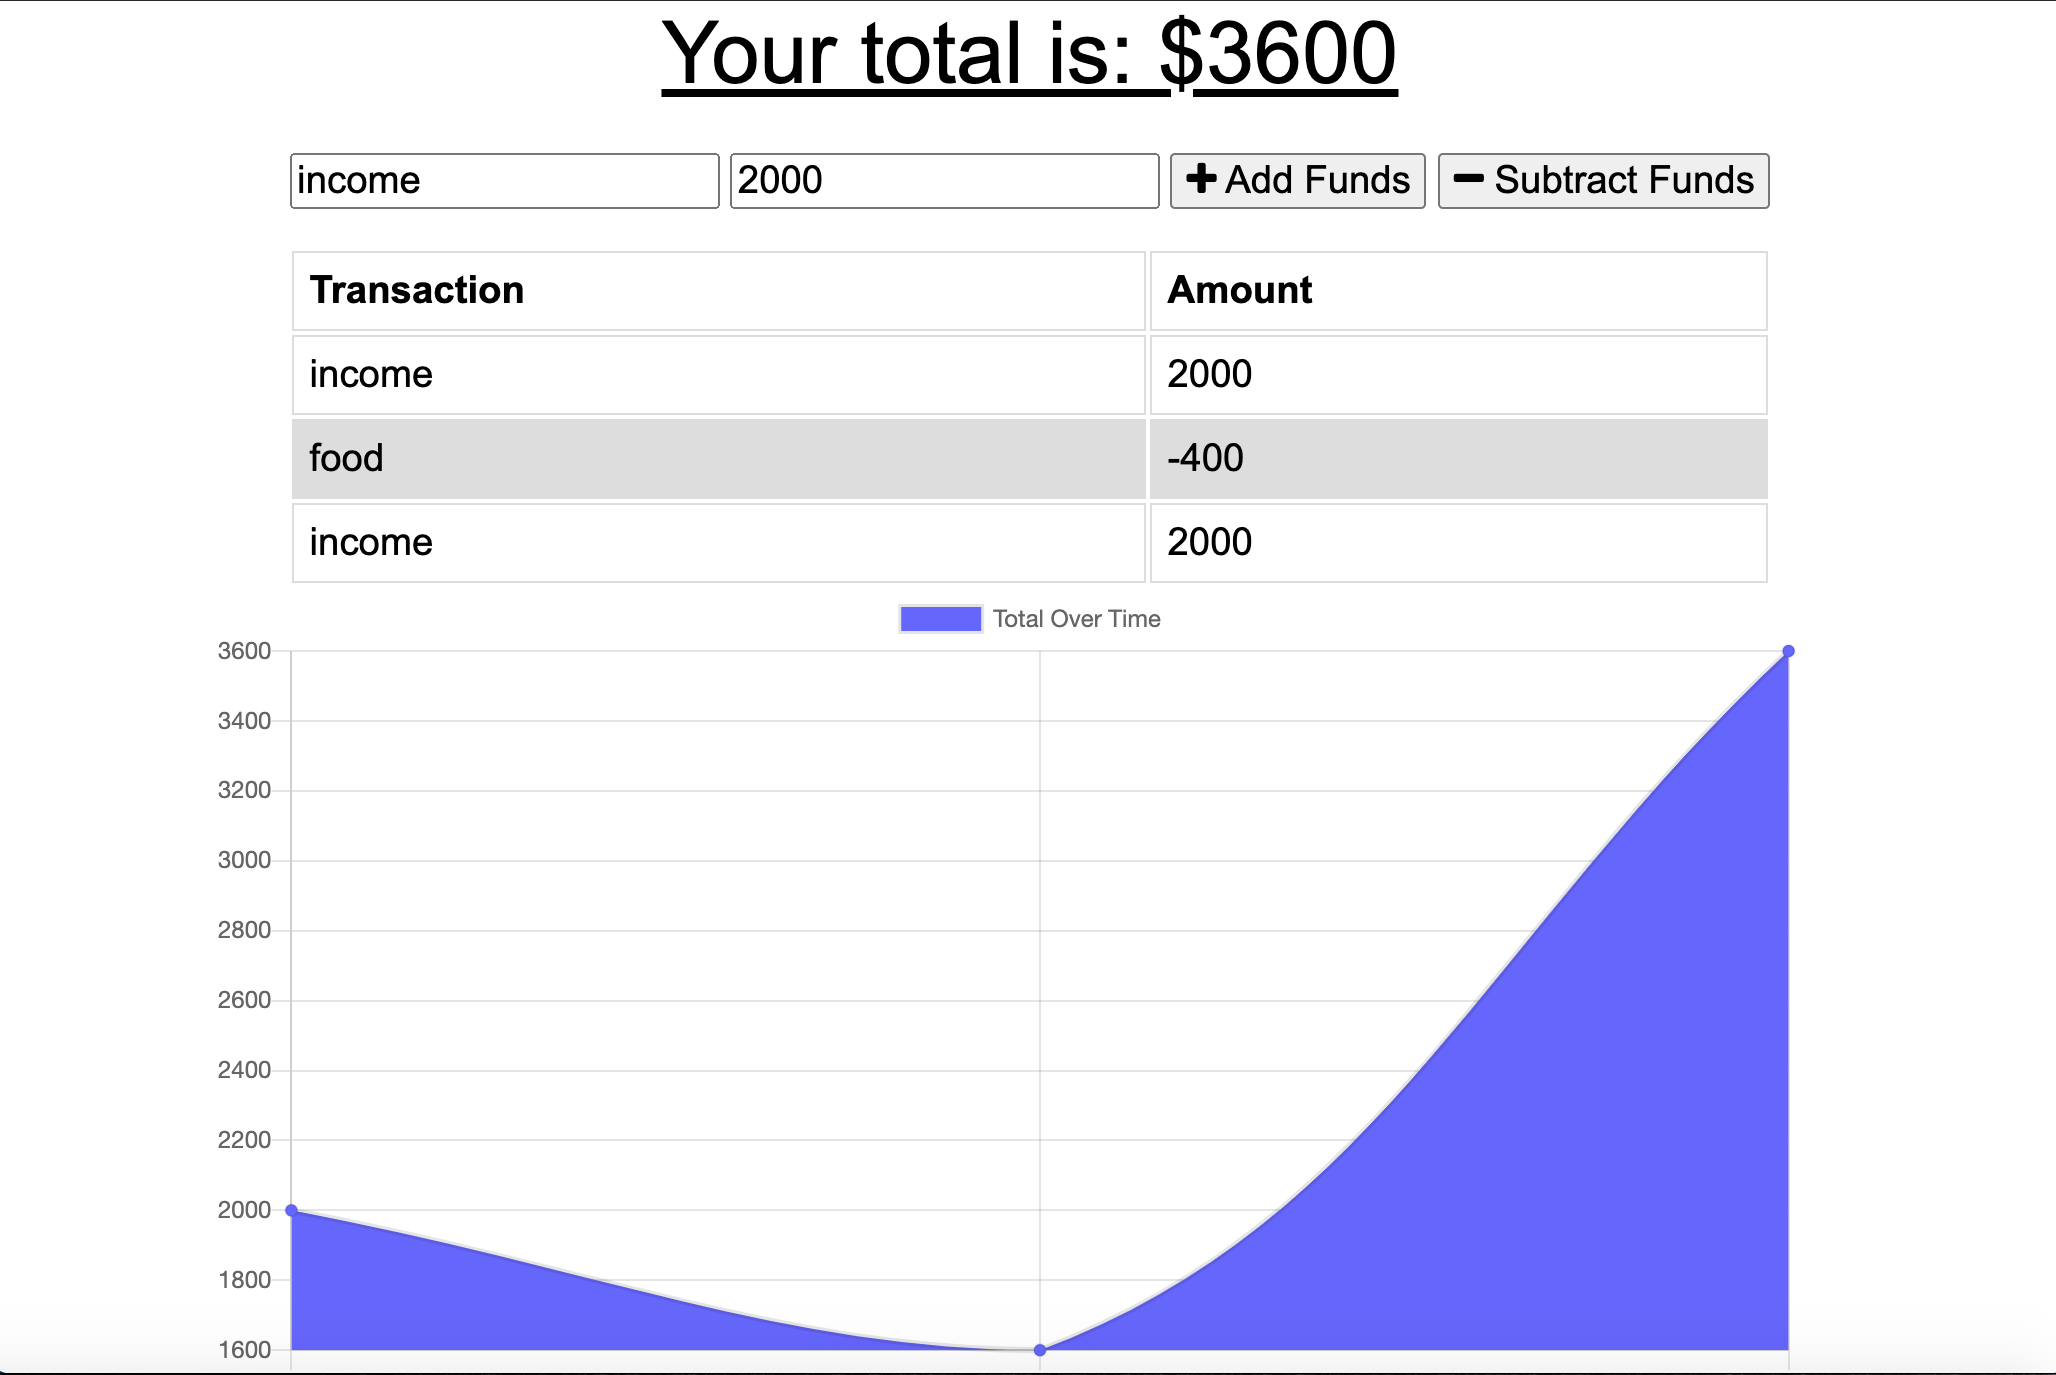 Your total is: $3600
income 2000 Add Funds Subtract Funds
Transaction Amount
income 2000
food -400
income 2000
Total Over Time
3600
3400
3200
3000
2800
2600
2400
2200
2000
1800
1600